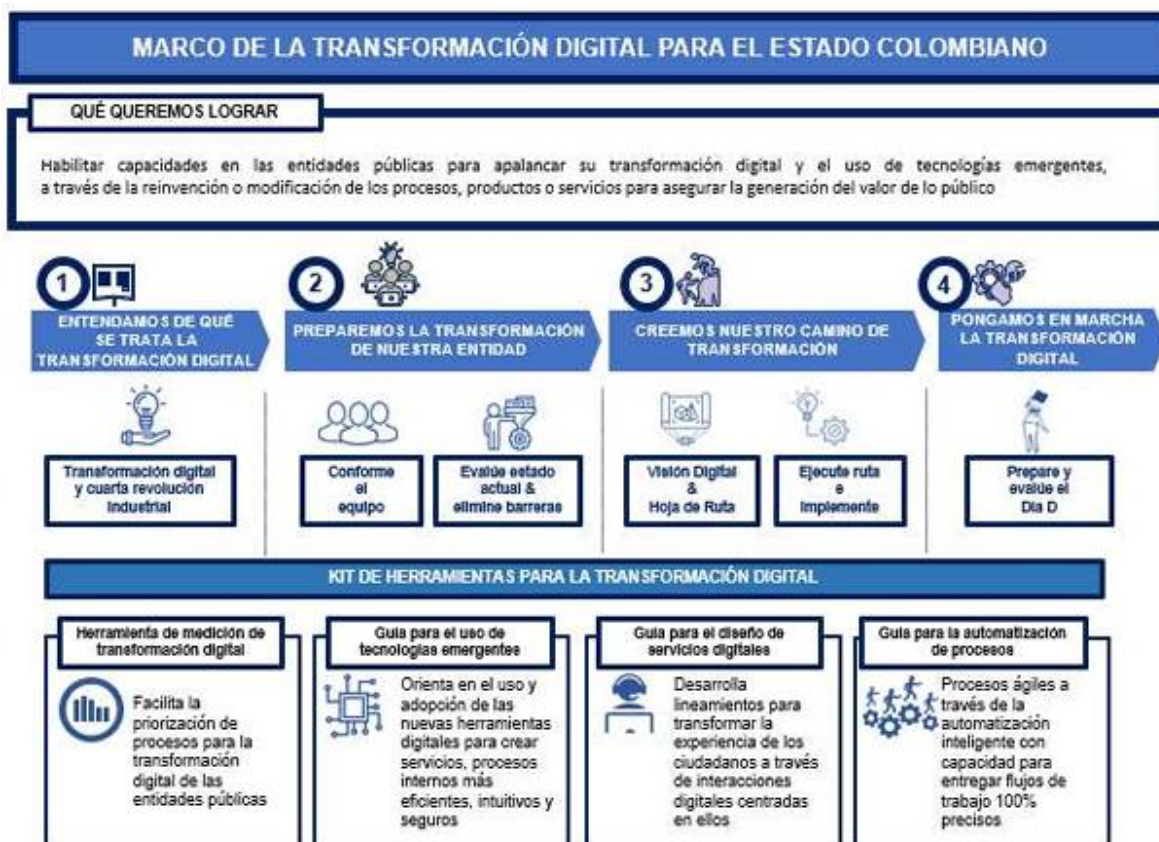 MARCO DE LA TRANSFORMACIÓN DIGITAL PARA EL ESTADO COLOMBIANO
QUÉ QUEREMOS LOGRAR
Habilitar capacidades en las entidades públicas para apalancar su transformación digital y el uso de tecnologías emergentes,
a través de la reinvención o modificación de los procesos, productos o servicios para asegurar la generación del valor de lo público
1
ENTENDAMOS DE QUÉ
SE TRATA LA
TRANSFORMACIÓN DIGITAL
2
PREPAREMOS LA TRANSFORMACIÓN
DE NUESTRA ENTIDAD
3
CREEMOS NUESTRO CAMINO DE
TRANSFORMACIÓN
4
PONGAMOS EN MARCHA
LA TRANSFORMACIÓN
DIGITAL
Transformación digital
y cuarta revolución
Industrial
Conforme
el
equipo
Evalúe estado
actual &
elimine barreras
Visión Digital
&
Hoja de Ruta
Ejecute ruta
e
Implemente
Prepare y
evalúe el
Dia D
KIT DE HERRAMIENTAS PARA LA TRANSFORMACIÓN DIGITAL
Herramienta de medición de
transformación digital
Facilita la
priorización de
procesos para la
transformación
digital de las
entidades públicas
Guia para el uso de
tecnologías emergentes
Orienta en el uso y
adopción de las
nuevas herramientas
digitales para crear
servicios, procesos
internos más
eficientes, intuitivos y
seguros
Guia para el diseño de
servicios digitales
Desarrolla
lineamientos para
transformar la
experiencia de los
ciudadanos a través
de interacciones
digitales centradas
en ellos
Guia para la automatización
de procesos
Procesos ágiles a
través de la
automatización
inteligente con
capacidad para
entregar flujos de
trabajo 100%
precisos